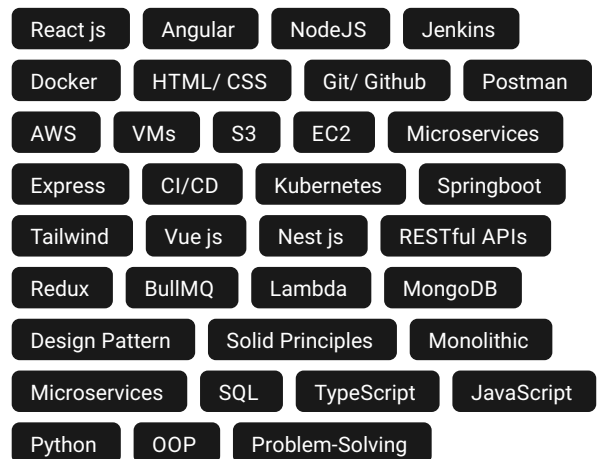 React js Angular NodeJS Jenkins
Docker HTML/ CSS Git/ Github Postman
AWS VMs S3 EC2 Microservices
Express CI/CD Kubernetes Springboot
Tailwind Vue js Nest js RESTful APIs
Redux BullMQ Lambda MongoDB
Design Pattern Solid Principles Monolithic
Microservices SQL TypeScript JavaScript
Python OOP Problem-Solving